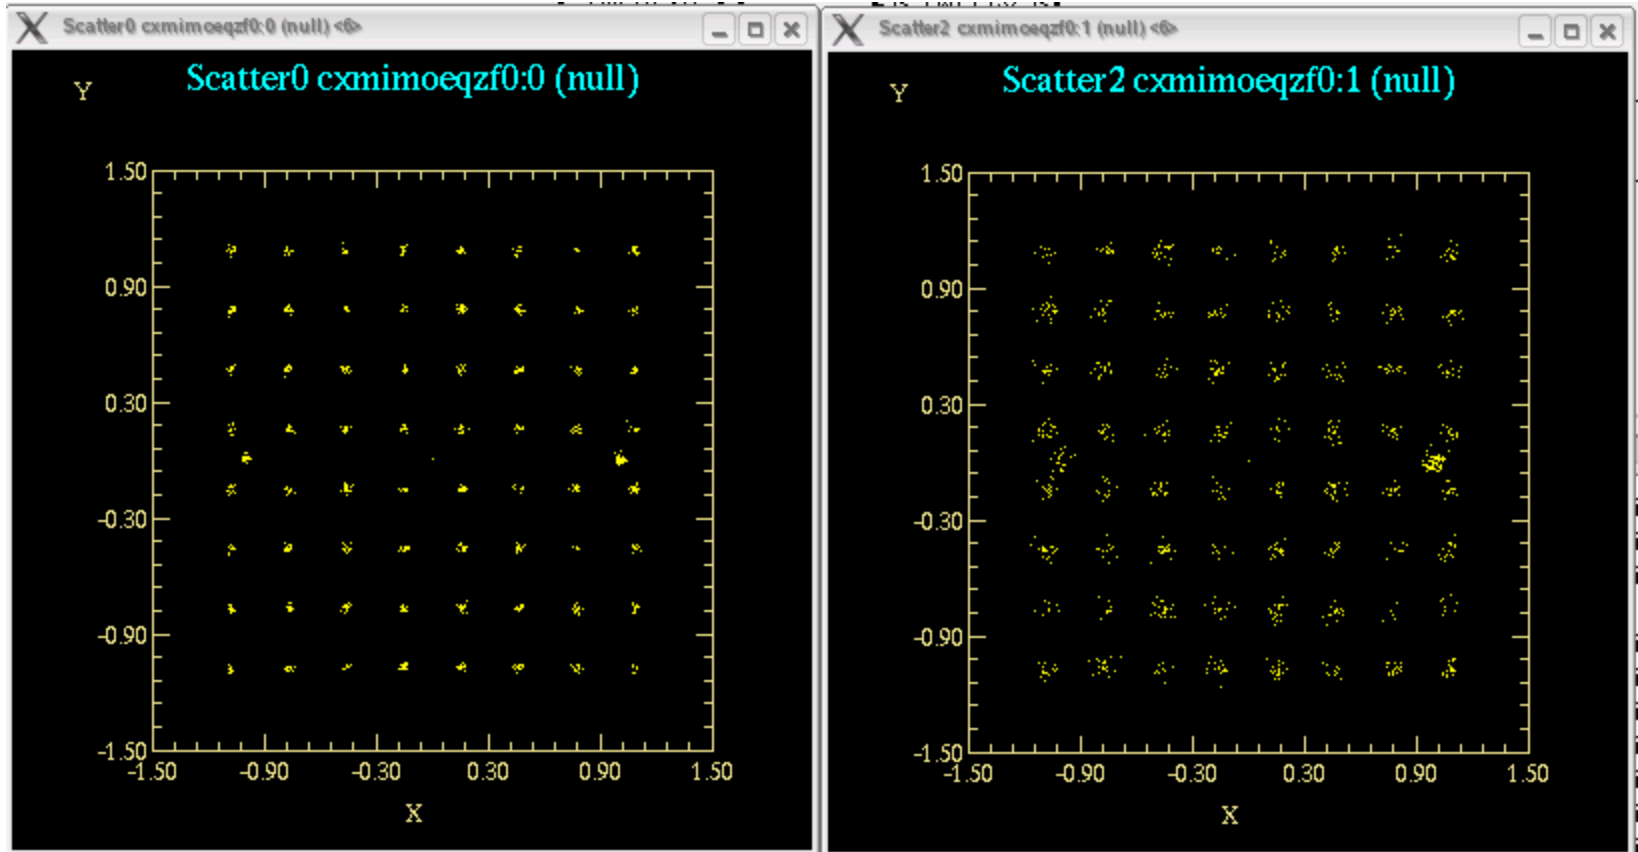 Scatter0 cxmimoeqzf0:0 (null) <6>
Scatter0 cxmimoeqzf0:0 (null)
Y
1.50
0.90
0.30
-0.30
-0.90
-1.50
-1.50 -0.90 -0.30 0.30 0.90 1.50
X
Scatter2 cxmimoeqzf0:1 (null) <6>
Scatter2 cxmimoeqzf0:1 (null)
Y
1.50
0.90
0.30
-0.30
-0.90
-1.50
-1.50 -0.90 -0.30 0.30 0.90 1.50
X